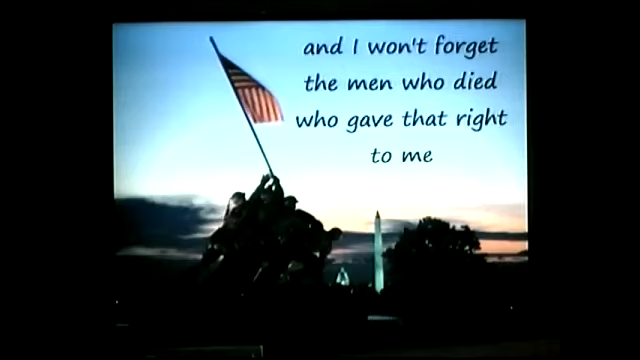 and I won't forget
the men who died
who gave that right
to me